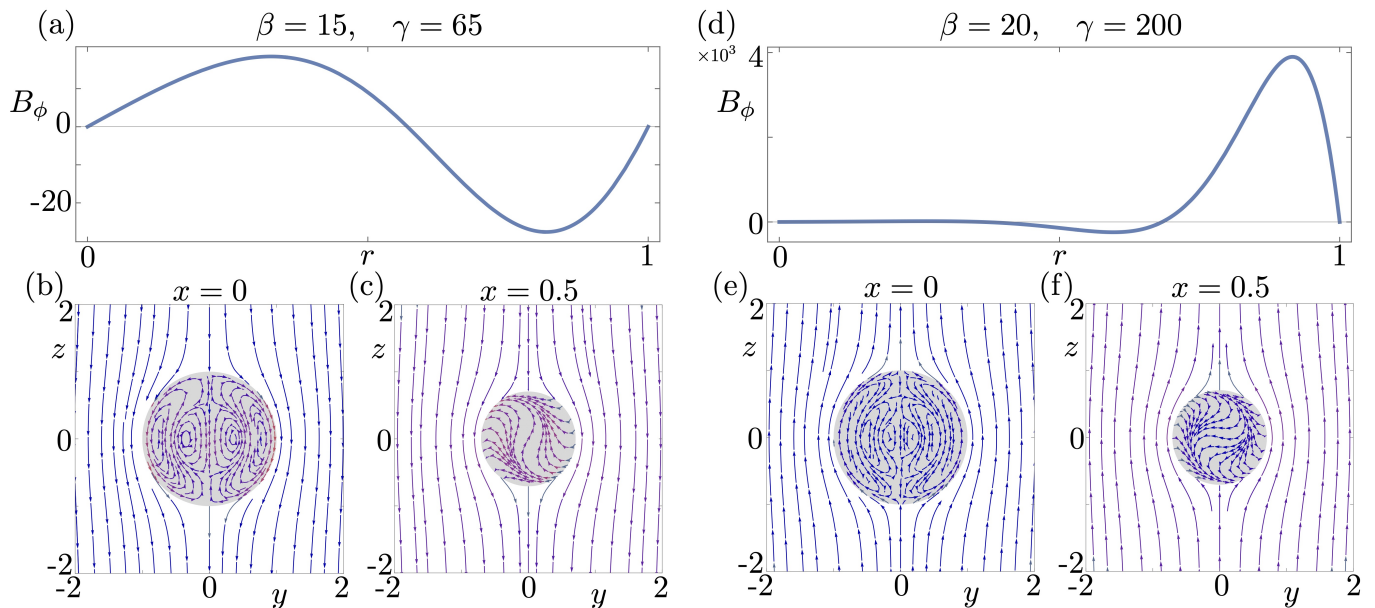 (a) β = 15, γ = 65
B_ϕ
0
-20
0 r 1
(b) x = 0
2
z
0
-2
-2 0 y 2
(c) x = 0.5
2
z
0
-2
-2 0 y 2
(d) β = 20, γ = 200
×10³ 4
B_ϕ
0
0 r 1
(e) x = 0
2
z
0
-2
-2 0 y 2
(f) x = 0.5
2
z
0
-2
-2 0 y 2